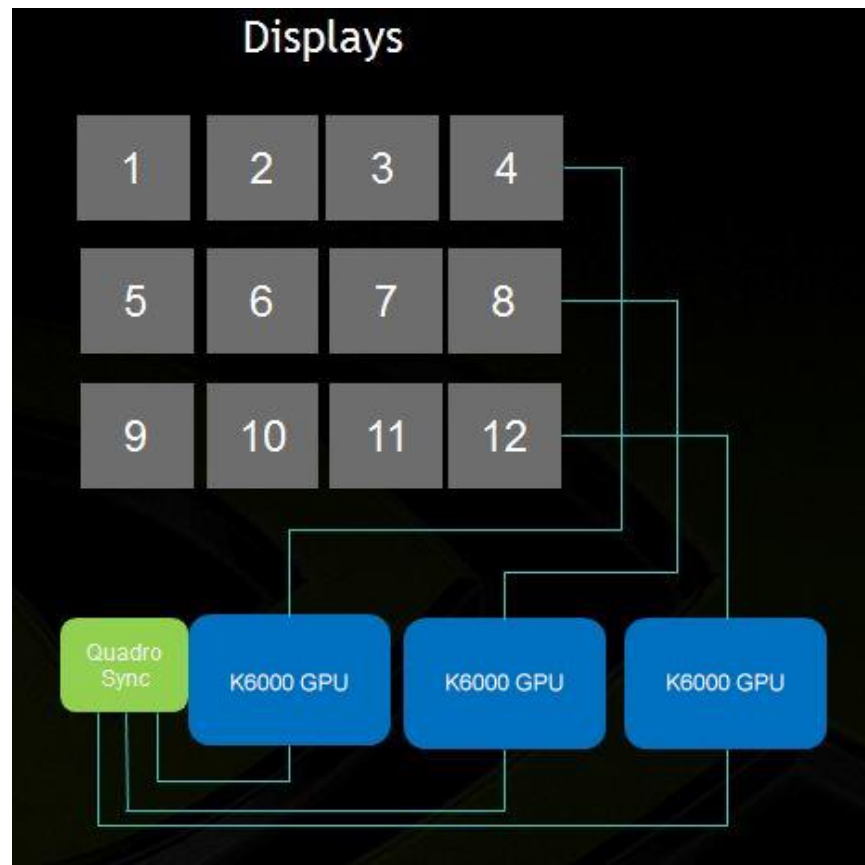 Displays
1 2 3 4
5 6 7 8
9 10 11 12
Quadro
Sync
K6000 GPU
K6000 GPU
K6000 GPU